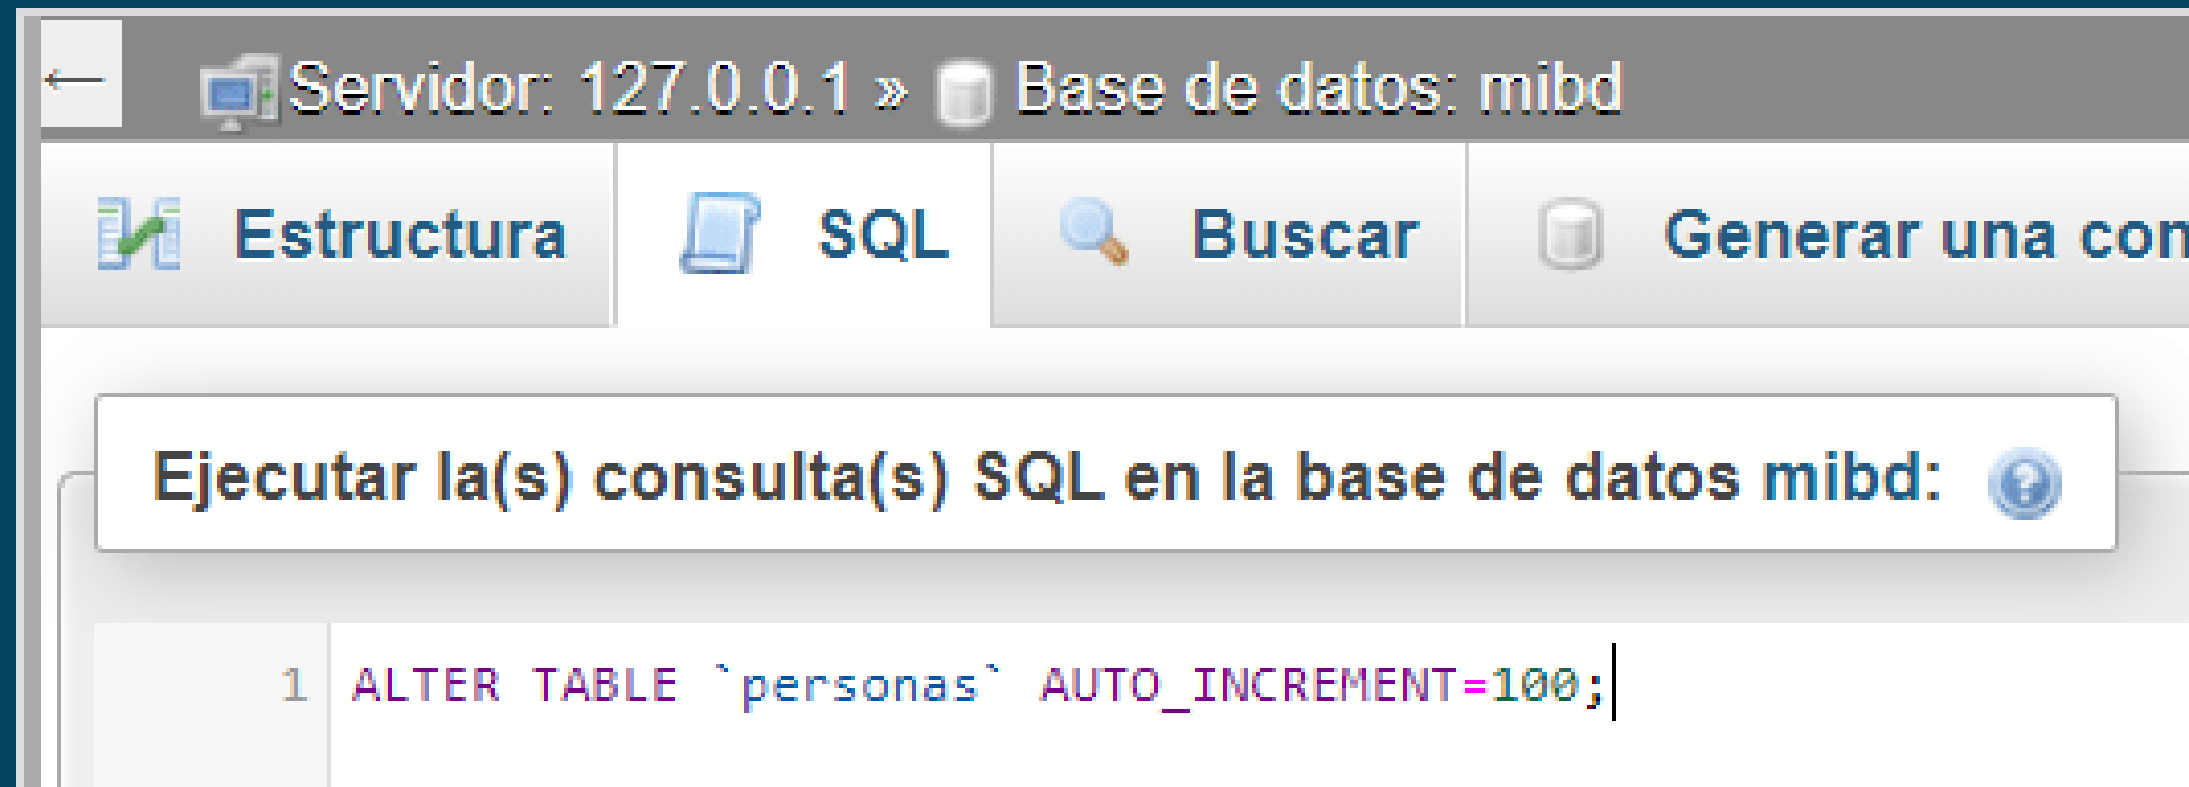 ← Servidor: 127.0.0.1 » Base de datos: mibd
Estructura SQL Buscar Generar una con
Ejecutar la(s) consulta(s) SQL en la base de datos mibd:
1 ALTER TABLE `personas` AUTO_INCREMENT=100;